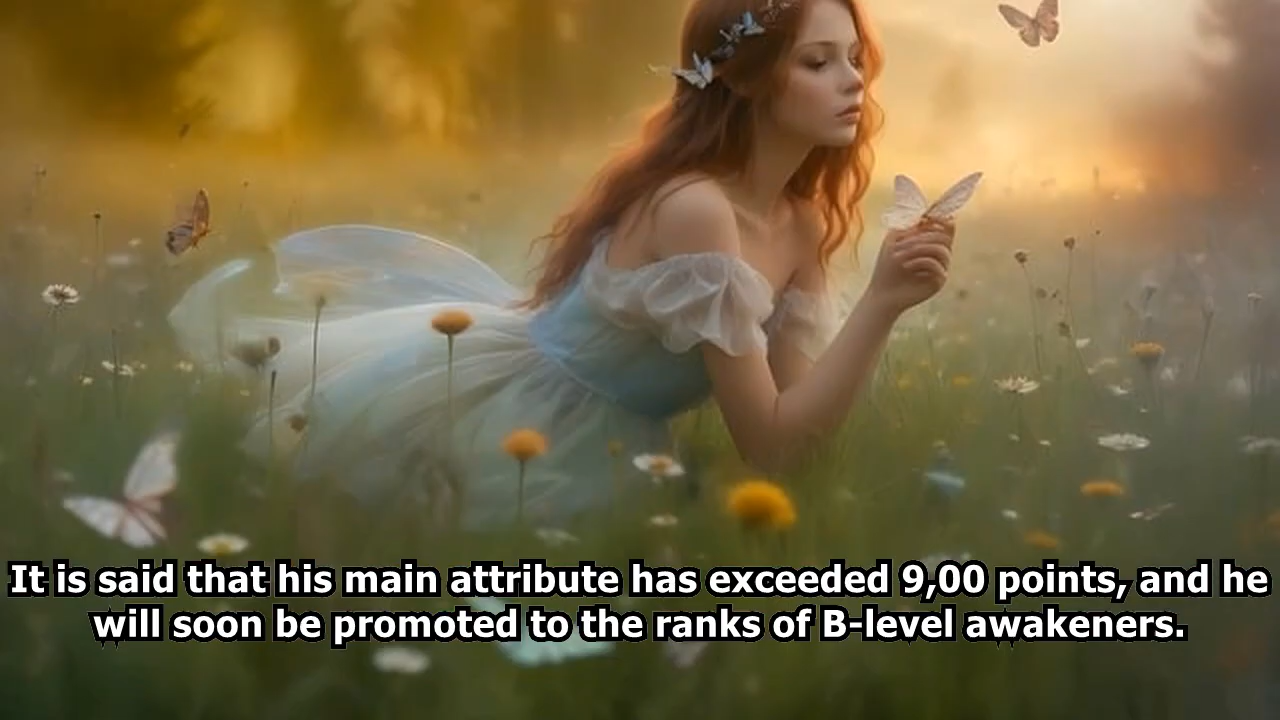 It is said that his main attribute has exceeded 9,00 points, and he
will soon be promoted to the ranks of B-level awakeners.